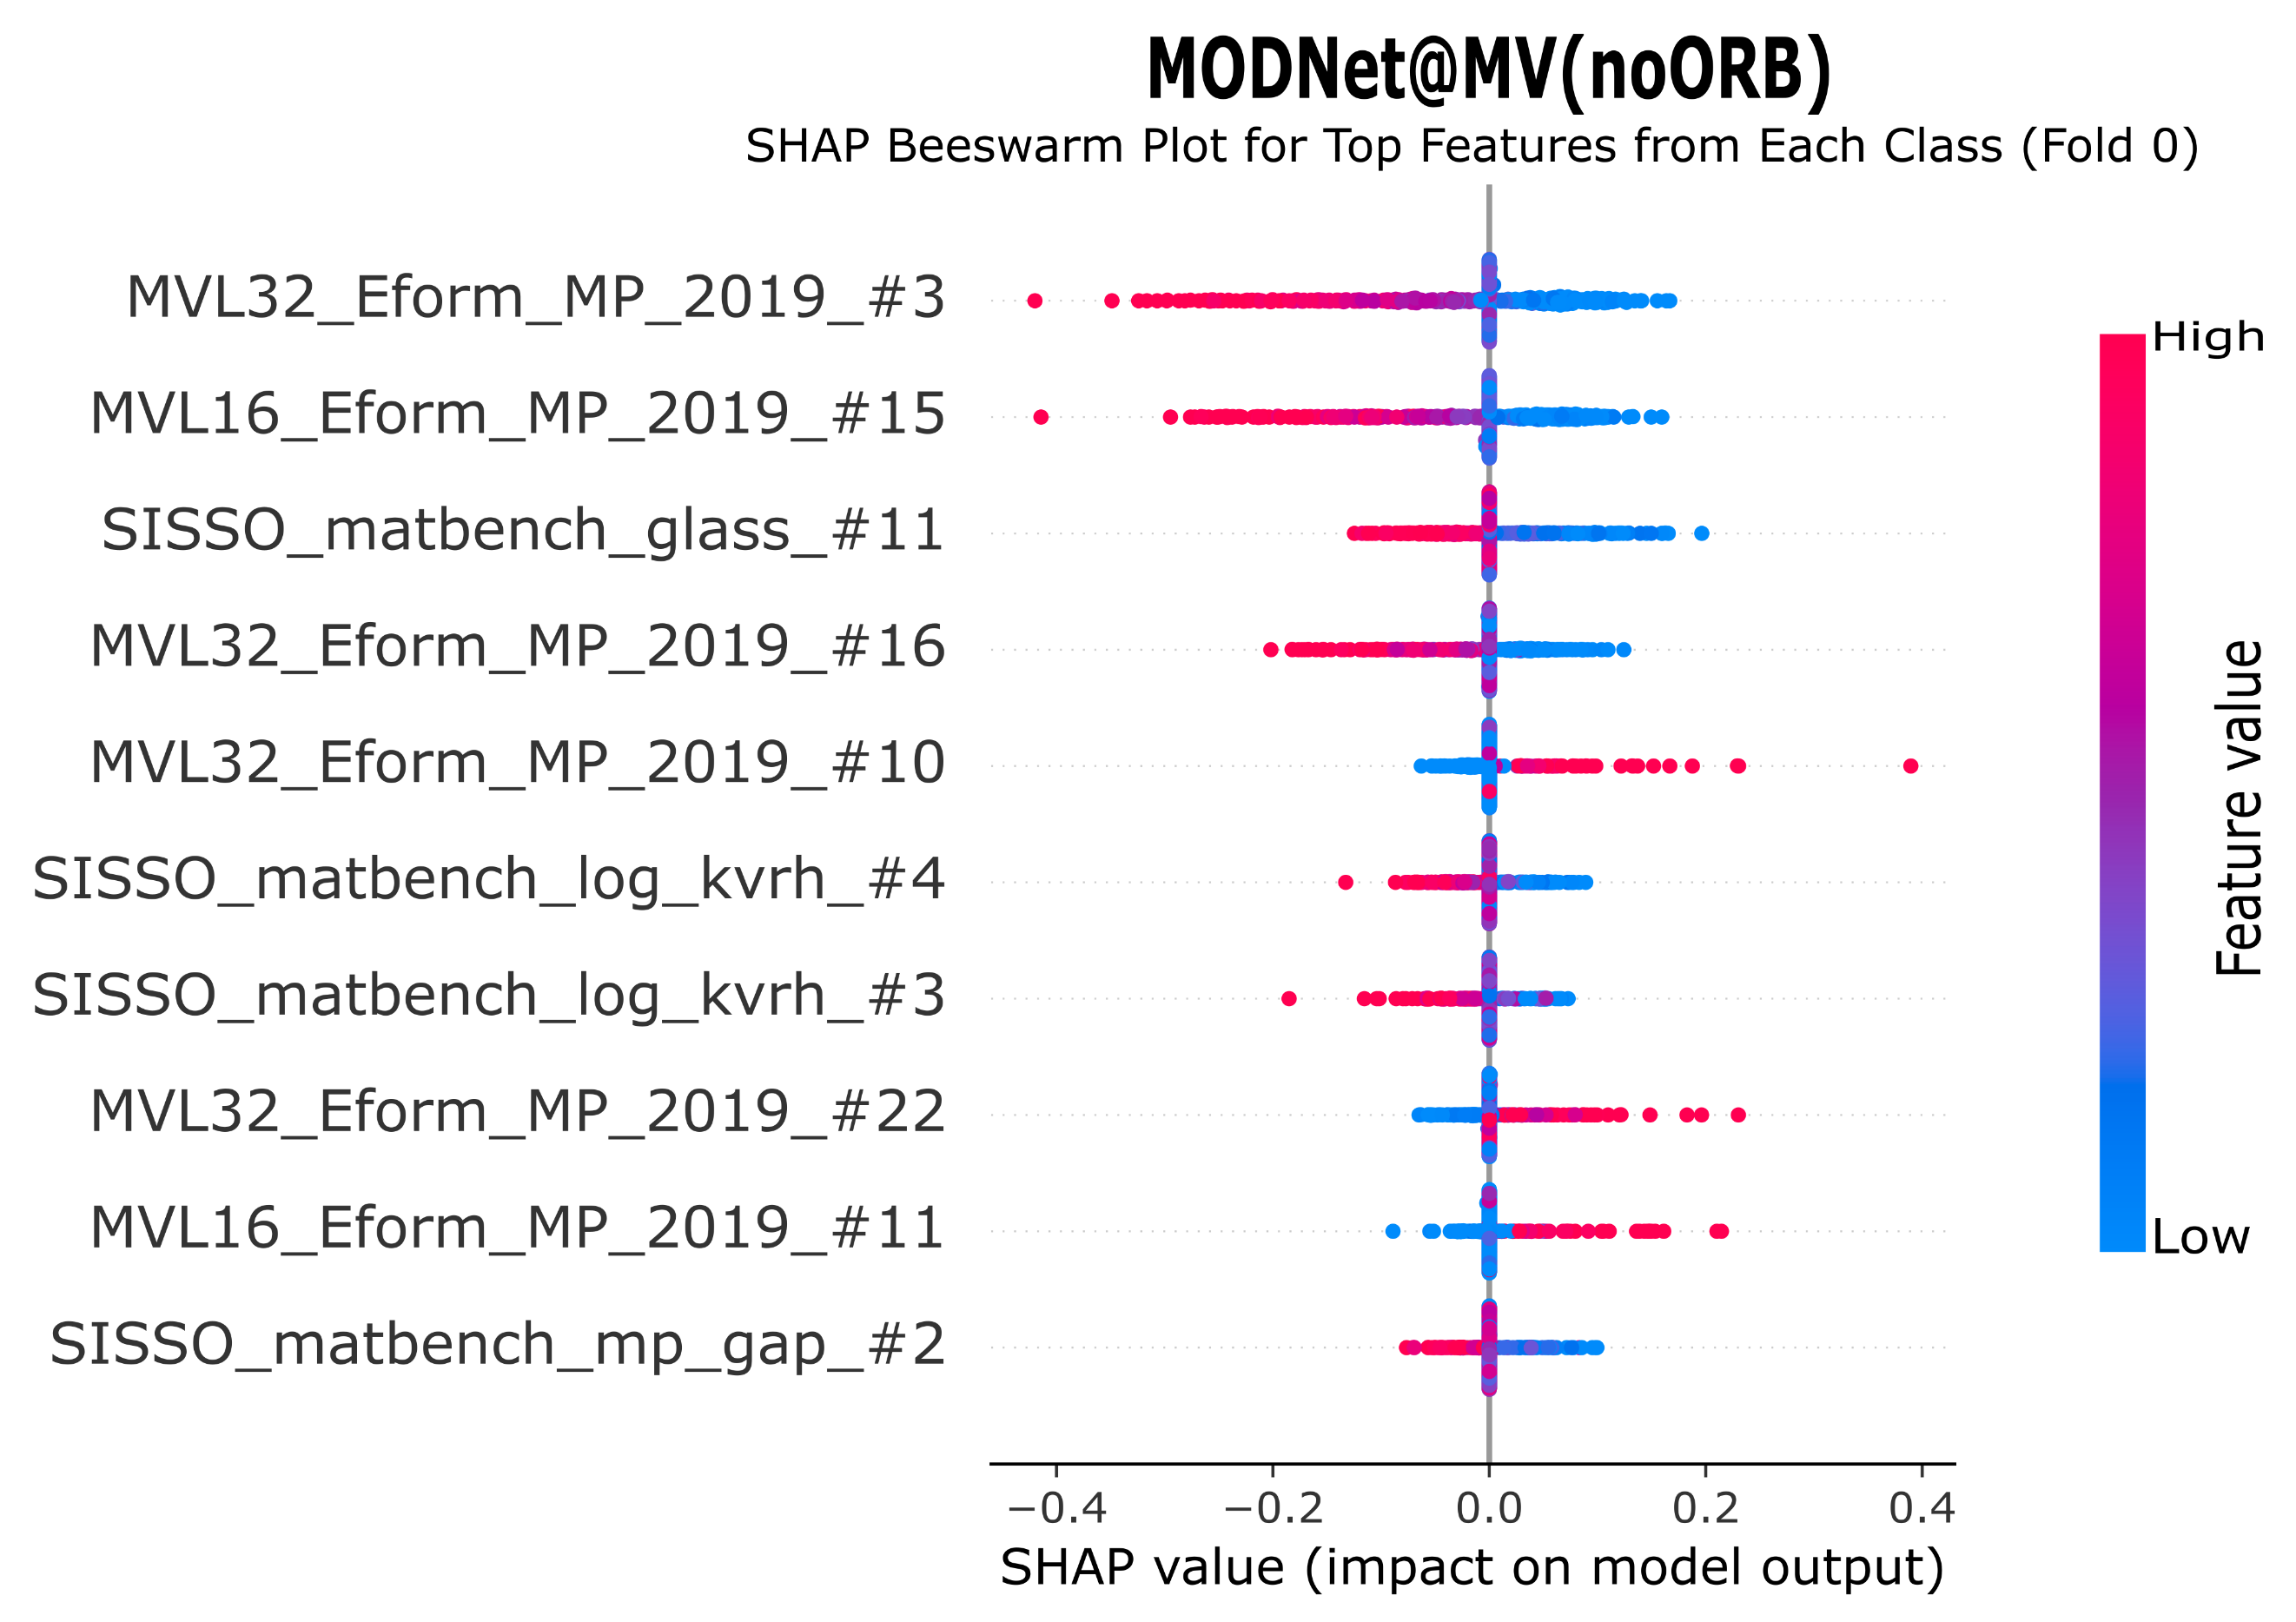 MODNet@MV(noORB)
SHAP Beeswarm Plot for Top Features from Each Class (Fold 0)
MVL32_Eform_MP_2019_#3
MVL16_Eform_MP_2019_#15
SISSO_matbench_glass_#11
MVL32_Eform_MP_2019_#16
MVL32_Eform_MP_2019_#10
SISSO_matbench_log_kvrh_#4
SISSO_matbench_log_kvrh_#3
MVL32_Eform_MP_2019_#22
MVL16_Eform_MP_2019_#11
SISSO_matbench_mp_gap_#2
−0.4 −0.2 0.0 0.2 0.4
SHAP value (impact on model output)
High
Feature value
Low